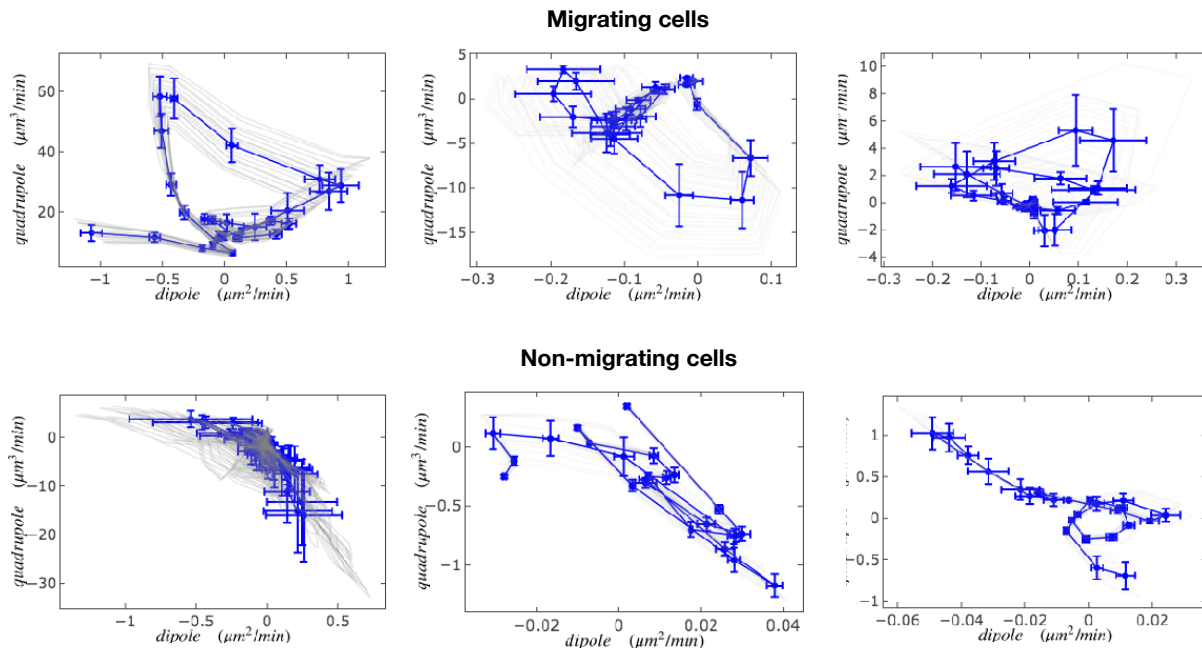 Migrating cells
quadrupole (μm³/min)
50
40
30
20
−1 −0.5 0 0.5 1
dipole (μm²/min)
quadrupole (μm³/min)
5
0
−5
−10
−15
−0.3 −0.2 −0.1 0 0.1
dipole (μm²/min)
quadrupole
10
8
6
4
2
0
−2
−4
−0.3 −0.2 −0.1 0 0.1 0.2 0.3
dipole (μm²/min)
Non-migrating cells
quadrupole (μm³/min)
0
−10
−20
−30
−1 −0.5 0 0.5
dipole (μm²/min)
quadrupole (μm³/min)
0
−0.5
−1
−0.02 0 0.02 0.04
dipole (μm²/min)
1
0.5
0
−0.5
−1
−0.06 −0.04 −0.02 0 0.02
dipole (μm²/min)